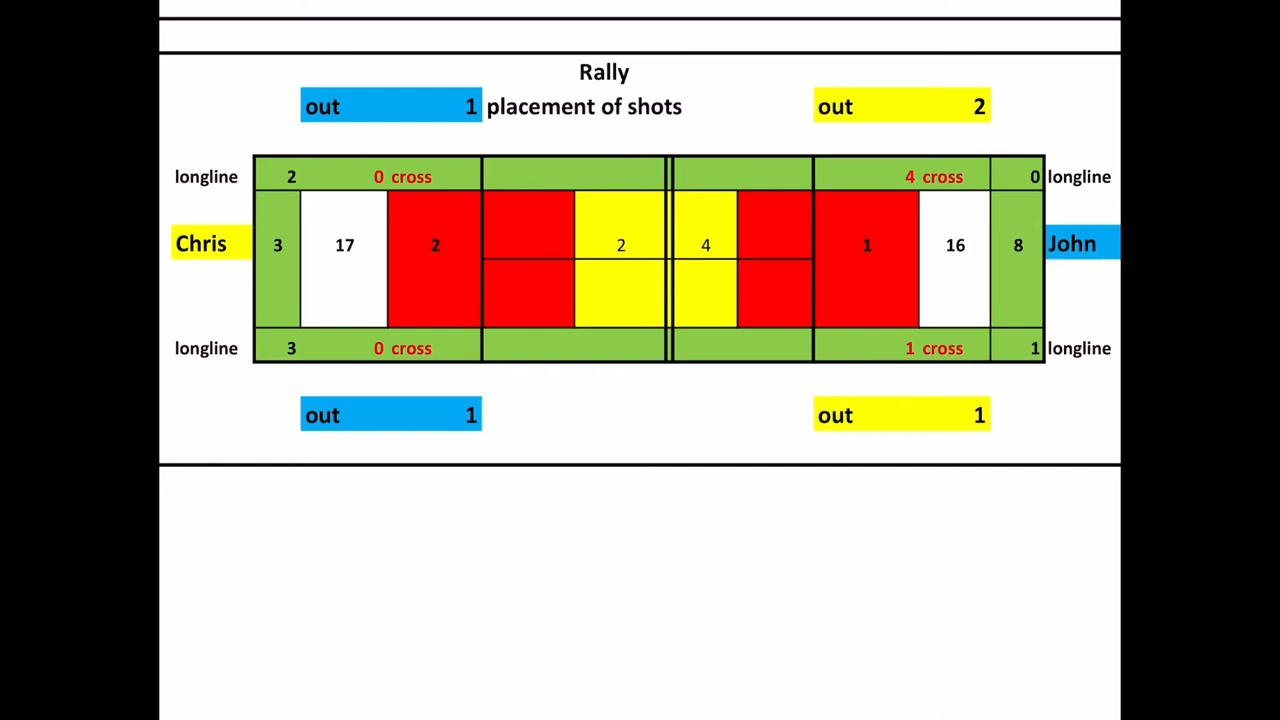 Rally
out 1 placement of shots out 2
longline 2 0 cross 4 cross 0 longline
Chris 3 17 2 2 4 1 16 8 John
longline 3 0 cross 1 cross 1 longline
out 1 out 1